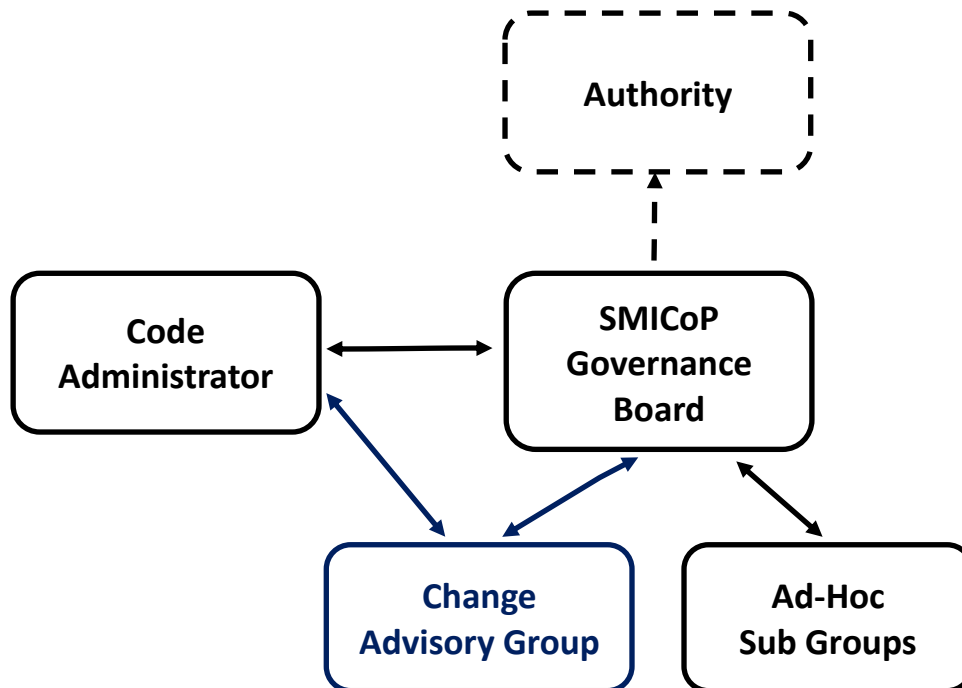 Authority
Code
Administrator
SMICoP
Governance
Board
Change
Advisory Group
Ad-Hoc
Sub Groups